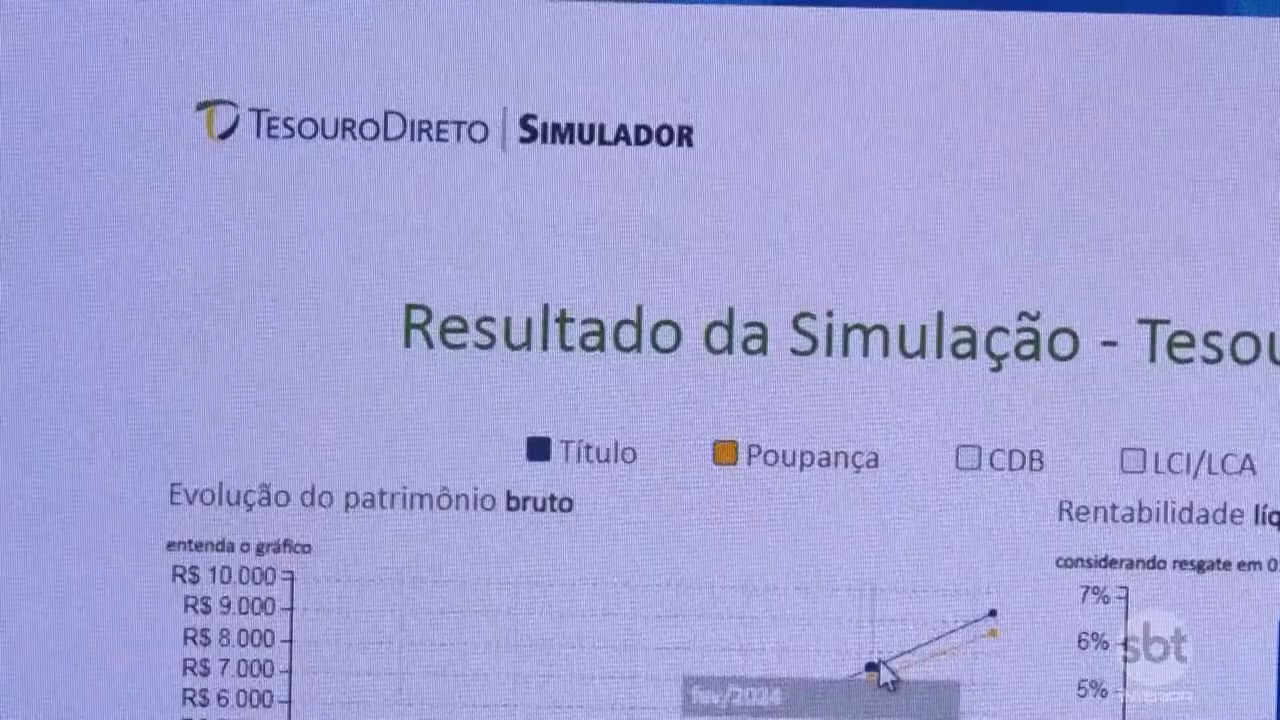 TESOURODIRETO | SIMULADOR
Resultado da Simulação - Tesou
Título Poupança CDB LCI/LCA
Evolução do patrimônio bruto
entenda o gráfico
R$ 10.000
R$ 9.000
R$ 8.000
R$ 7.000
R$ 6.000
fev/2024
Rentabilidade líq
considerando resgate em 0
7%
6%
5%
sbt